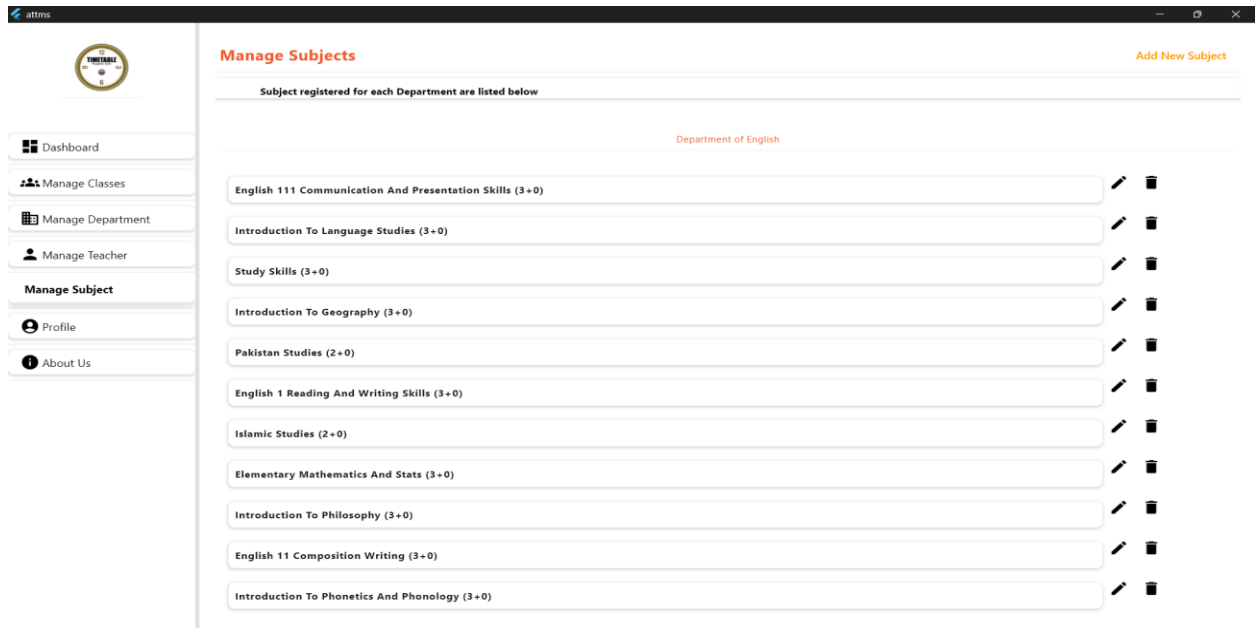 attms
TIMETABLE
Manage Subjects
Add New Subject
Subject registered for each Department are listed below
Dashboard
Manage Classes
Manage Department
Manage Teacher
Manage Subject
Profile
About Us
Department of English
English 111 Communication And Presentation Skills (3+0)
Introduction To Language Studies (3+0)
Study Skills (3+0)
Introduction To Geography (3+0)
Pakistan Studies (2+0)
English 1 Reading And Writing Skills (3+0)
Islamic Studies (2+0)
Elementary Mathematics And Stats (3+0)
Introduction To Philosophy (3+0)
English 11 Composition Writing (3+0)
Introduction To Phonetics And Phonology (3+0)